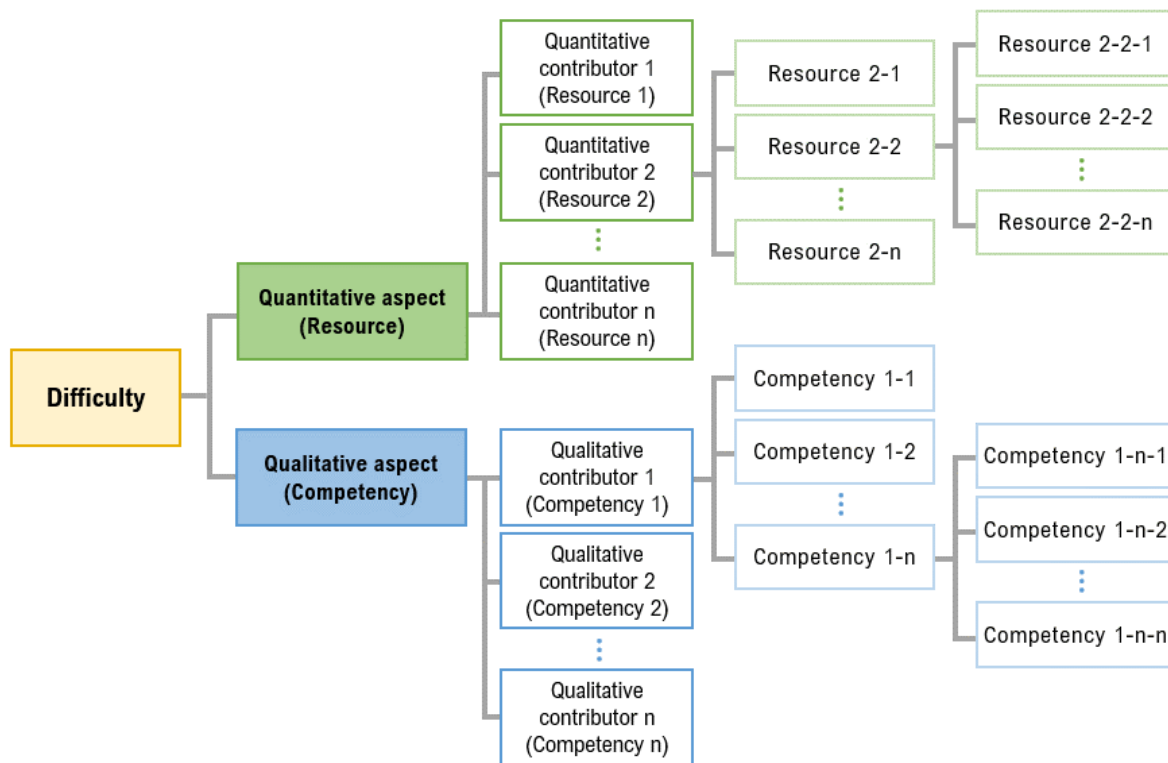 Difficulty
Quantitative aspect
(Resource)
Quantitative
contributor 1
(Resource 1)
Quantitative
contributor 2
(Resource 2)
Quantitative
contributor n
(Resource n)
Resource 2-1
Resource 2-2
Resource 2-n
Resource 2-2-1
Resource 2-2-2
Resource 2-2-n
Qualitative aspect
(Competency)
Qualitative
contributor 1
(Competency 1)
Qualitative
contributor 2
(Competency 2)
Qualitative
contributor n
(Competency n)
Competency 1-1
Competency 1-2
Competency 1-n
Competency 1-n-1
Competency 1-n-2
Competency 1-n-n